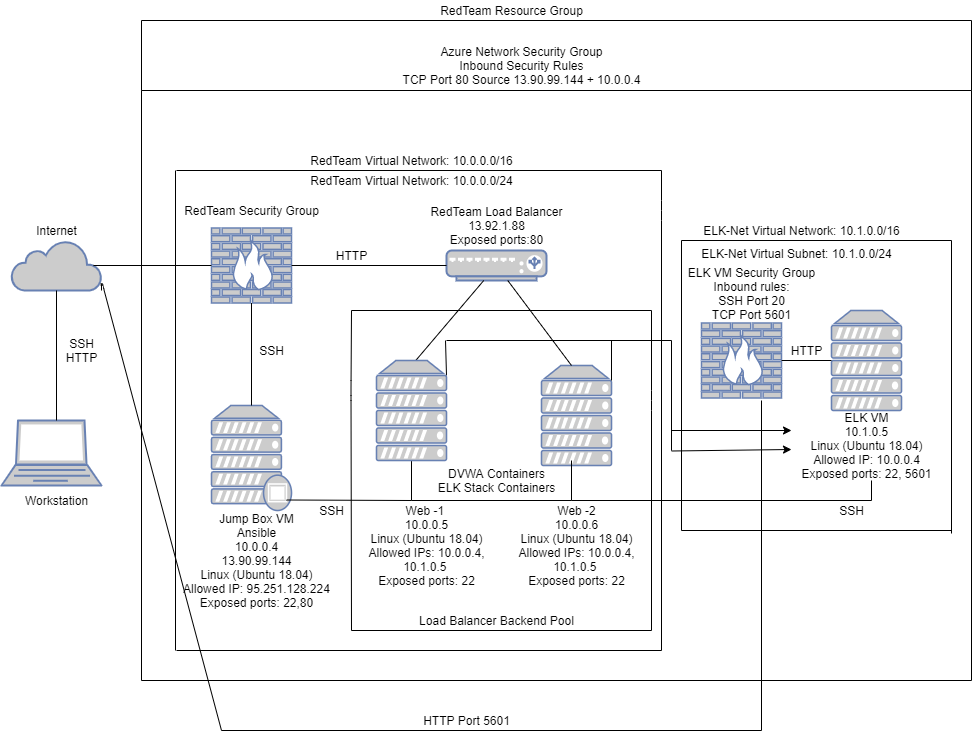 RedTeam Resource Group
Azure Network Security Group
Inbound Security Rules
TCP Port 80 Source 13.90.99.144 + 10.0.0.4
RedTeam Virtual Network: 10.0.0.0/16
RedTeam Virtual Network: 10.0.0.0/24
RedTeam Security Group
RedTeam Load Balancer
13.92.1.88
Exposed ports:80
Internet
HTTP
ELK-Net Virtual Network: 10.1.0.0/16
ELK-Net Virtual Subnet: 10.1.0.0/24
ELK VM Security Group
Inbound rules:
SSH Port 20
TCP Port 5601
SSH
HTTP
SSH
HTTP
Workstation
DVWA Containers
ELK Stack Containers
ELK VM
10.1.0.5
Linux (Ubuntu 18.04)
Allowed IP: 10.0.0.4
Exposed ports: 22, 5601
SSH
SSH
Jump Box VM
Ansible
10.0.0.4
13.90.99.144
Linux (Ubuntu 18.04)
Allowed IP: 95.251.128.224
Exposed ports: 22,80
Web -1
10.0.0.5
Linux (Ubuntu 18.04)
Allowed IPs: 10.0.0.4,
10.1.0.5
Exposed ports: 22
Web -2
10.0.0.6
Linux (Ubuntu 18.04)
Allowed IPs: 10.0.0.4,
10.1.0.5
Exposed ports: 22
Load Balancer Backend Pool
HTTP Port 5601